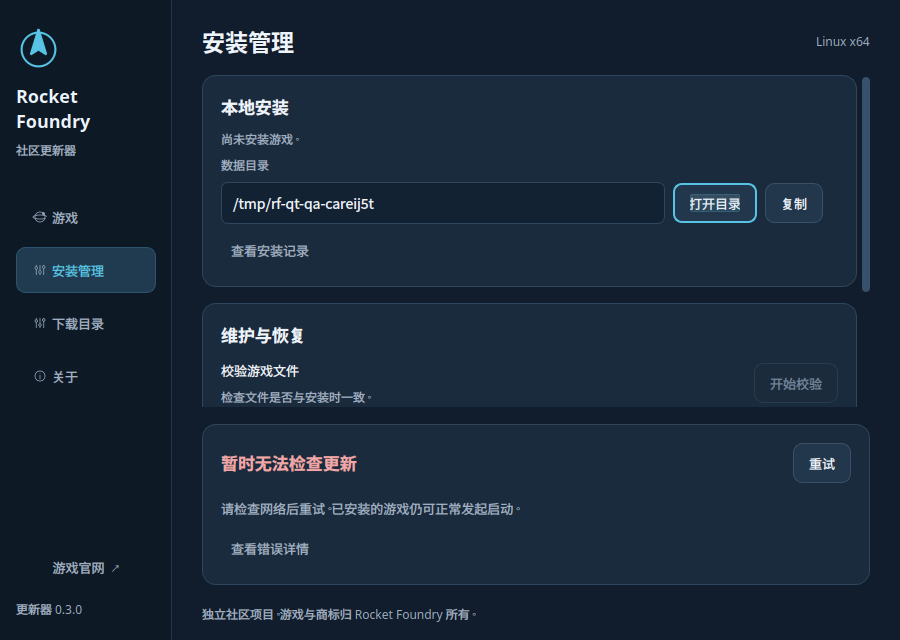 Rocket
Foundry
社区更新器
游戏
安装管理
下载目录
关于
游戏官网 ↗
更新器 0.3.0
安装管理
Linux x64
本地安装
尚未安装游戏。
数据目录
/tmp/rf-qt-qa-careij5t
打开目录
复制
查看安装记录
维护与恢复
校验游戏文件
检查文件是否与安装时一致。
开始校验
暂时无法检查更新
重试
请检查网络后重试。已安装的游戏仍可正常发起启动。
查看错误详情
独立社区项目·游戏与商标归 Rocket Foundry 所有。